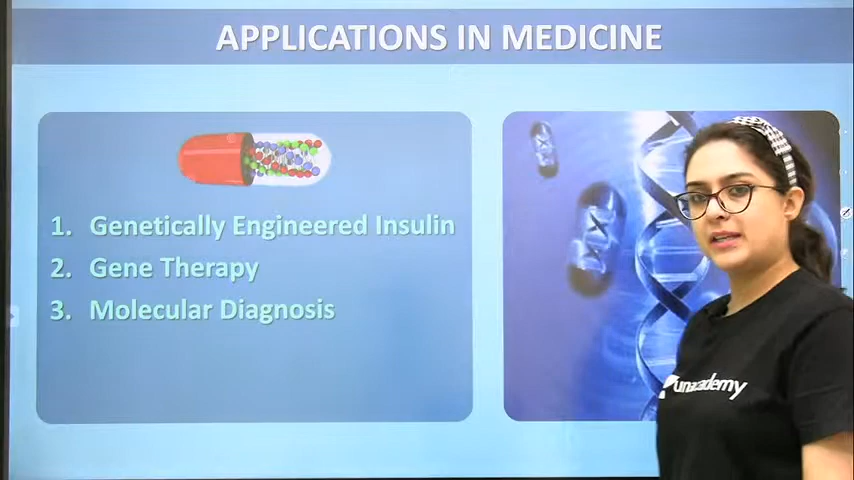 APPLICATIONS IN MEDICINE
1. Genetically Engineered Insulin
2. Gene Therapy
3. Molecular Diagnosis
unacademy